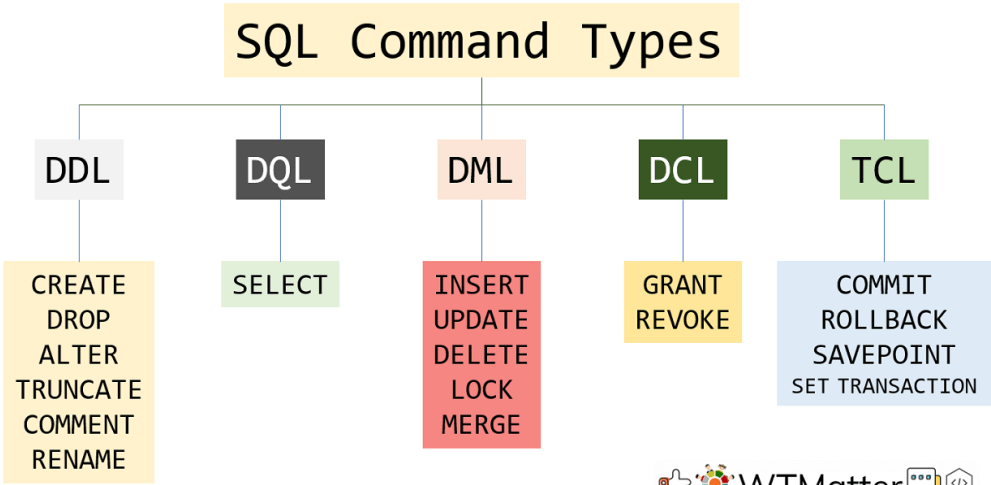 SQL Command Types
DDL
DQL
DML
DCL
TCL
CREATE
DROP
ALTER
TRUNCATE
COMMENT
RENAME
SELECT
INSERT
UPDATE
DELETE
LOCK
MERGE
GRANT
REVOKE
COMMIT
ROLLBACK
SAVEPOINT
SET TRANSACTION
WTMatter